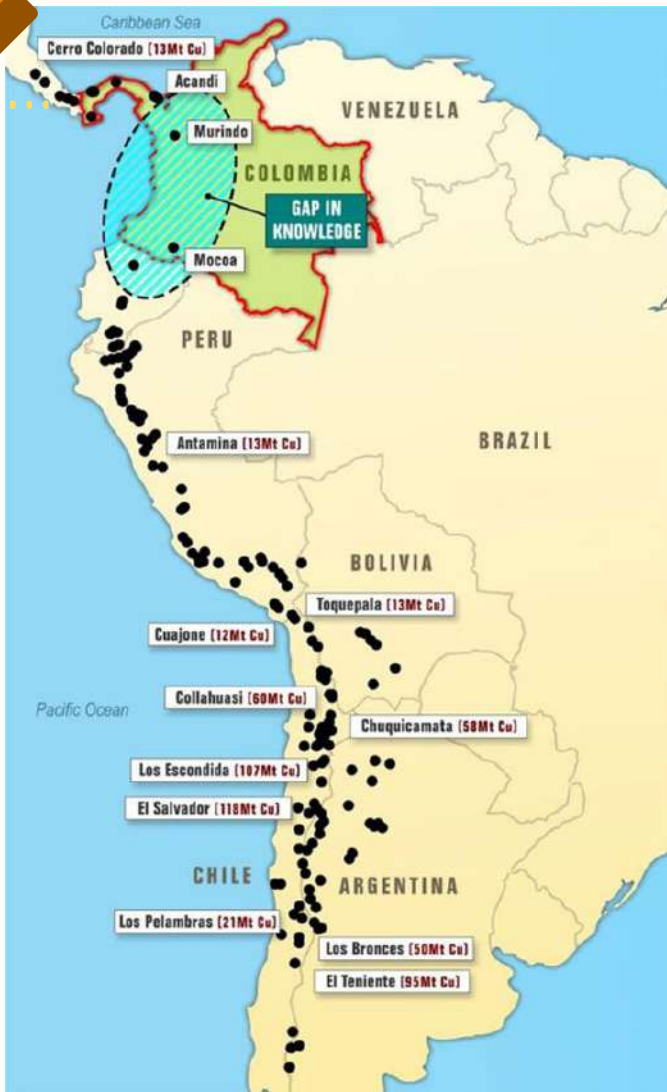 Caribbean Sea
Cerro Colorado (13Mt Cu)
Acandi
VENEZUELA
Murindo
COLOMBIA
GAP IN
KNOWLEDGE
Mocoa
PERU
Antamina (13Mt Cu)
BRAZIL
BOLIVIA
Toquepala (13Mt Cu)
Cuajone (12Mt Cu)
Collahuasi (60Mt Cu)
Pacific Ocean
Chuquicamata (58Mt Cu)
Los Escondida (107Mt Cu)
El Salvador (118Mt Cu)
CHILE
ARGENTINA
Los Pelambras (21Mt Cu)
Los Bronces (50Mt Cu)
El Teniente (95Mt Cu)